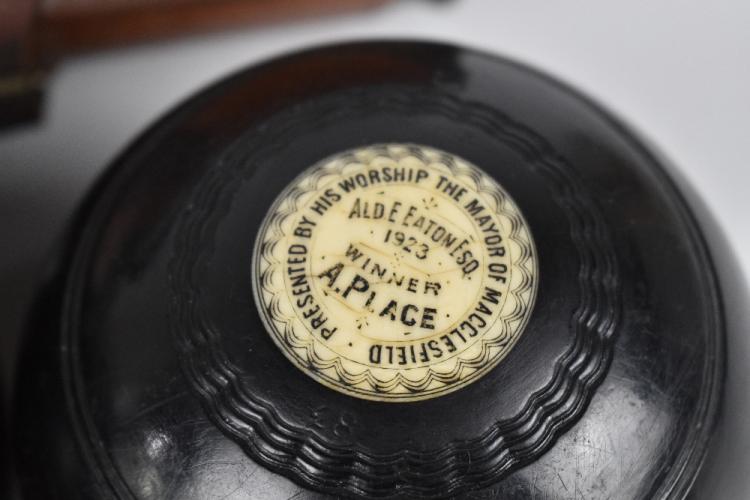 PRESENTED BY HIS WORSHIP THE MAYOR OF MACCLESFIELD
ALD E EATON ESQ.
1923
WINNER
A. PLACE